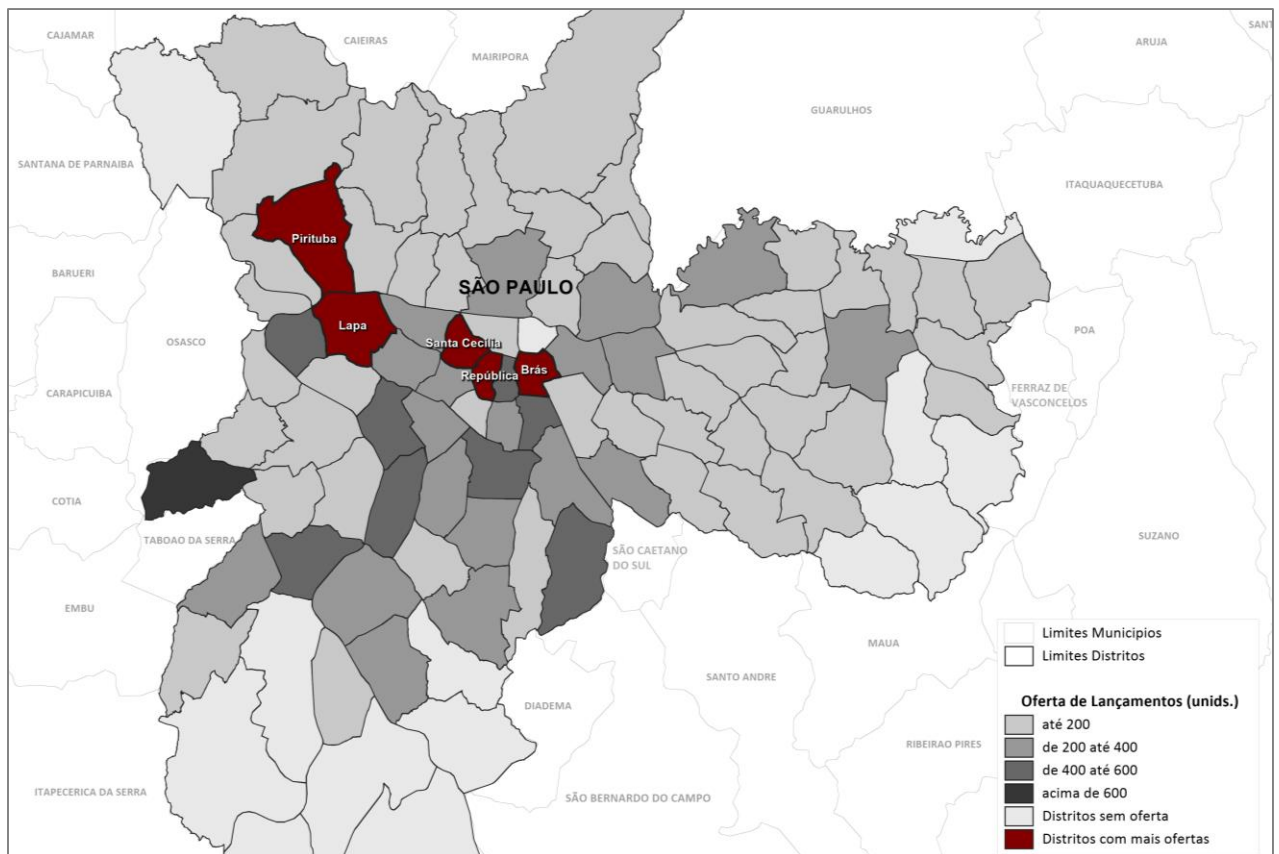 CAJAMAR
CAIEIRAS
MAIRIPORA
ARUJA
SANT
GUARULHOS
SANTANA DE PARNAIBA
ITAQUAQUECETUBA
Pirituba
BARUERI
SÃO PAULO
Lapa
OSASCO
Santa Cecília
POA
República
Brás
CARAPICUIBA
FERRAZ DE
VASCONCELOS
COTIA
TABOAO DA SERRA
SÃO CAETANO
DO SUL
SUZANO
EMBU
MAUA
SANTO ANDRE
DIADEMA
RIBEIRAO PIRES
ITAPECERICA DA SERRA
SÃO BERNARDO DO CAMPO
Limites Municipios
Limites Distritos
Oferta de Lançamentos (unids.)
até 200
de 200 até 400
de 400 até 600
acima de 600
Distritos sem oferta
Distritos com mais ofertas